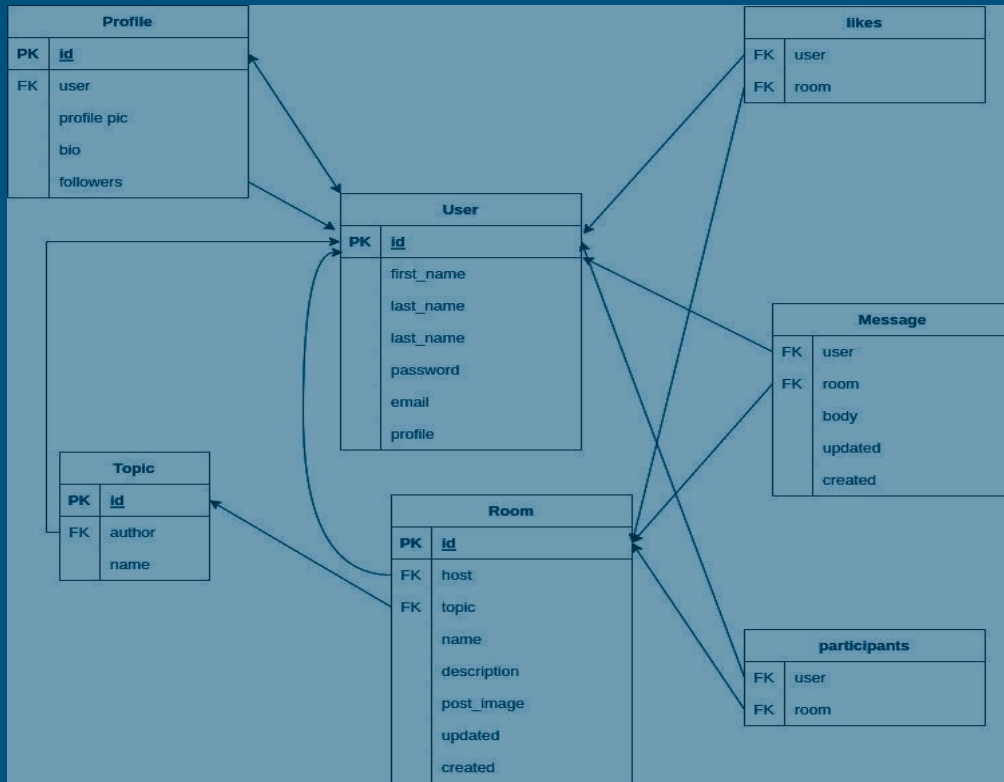 Profile
PK id
FK user
profile pic
bio
followers
likes
FK user
FK room
User
PK id
first_name
last_name
last_name
password
email
profile
Message
FK user
FK room
body
updated
created
Topic
PK id
FK author
name
Room
PK id
FK host
FK topic
name
description
post_image
updated
created
participants
FK user
FK room